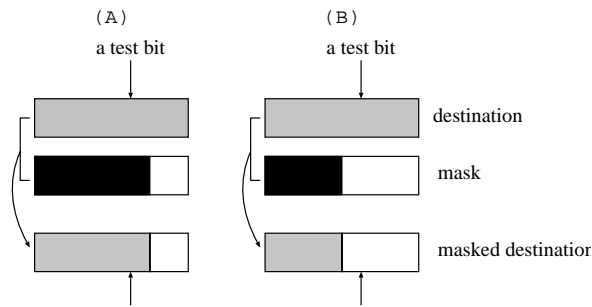 (A)
(B)
a test bit
a test bit
destination
mask
masked destination